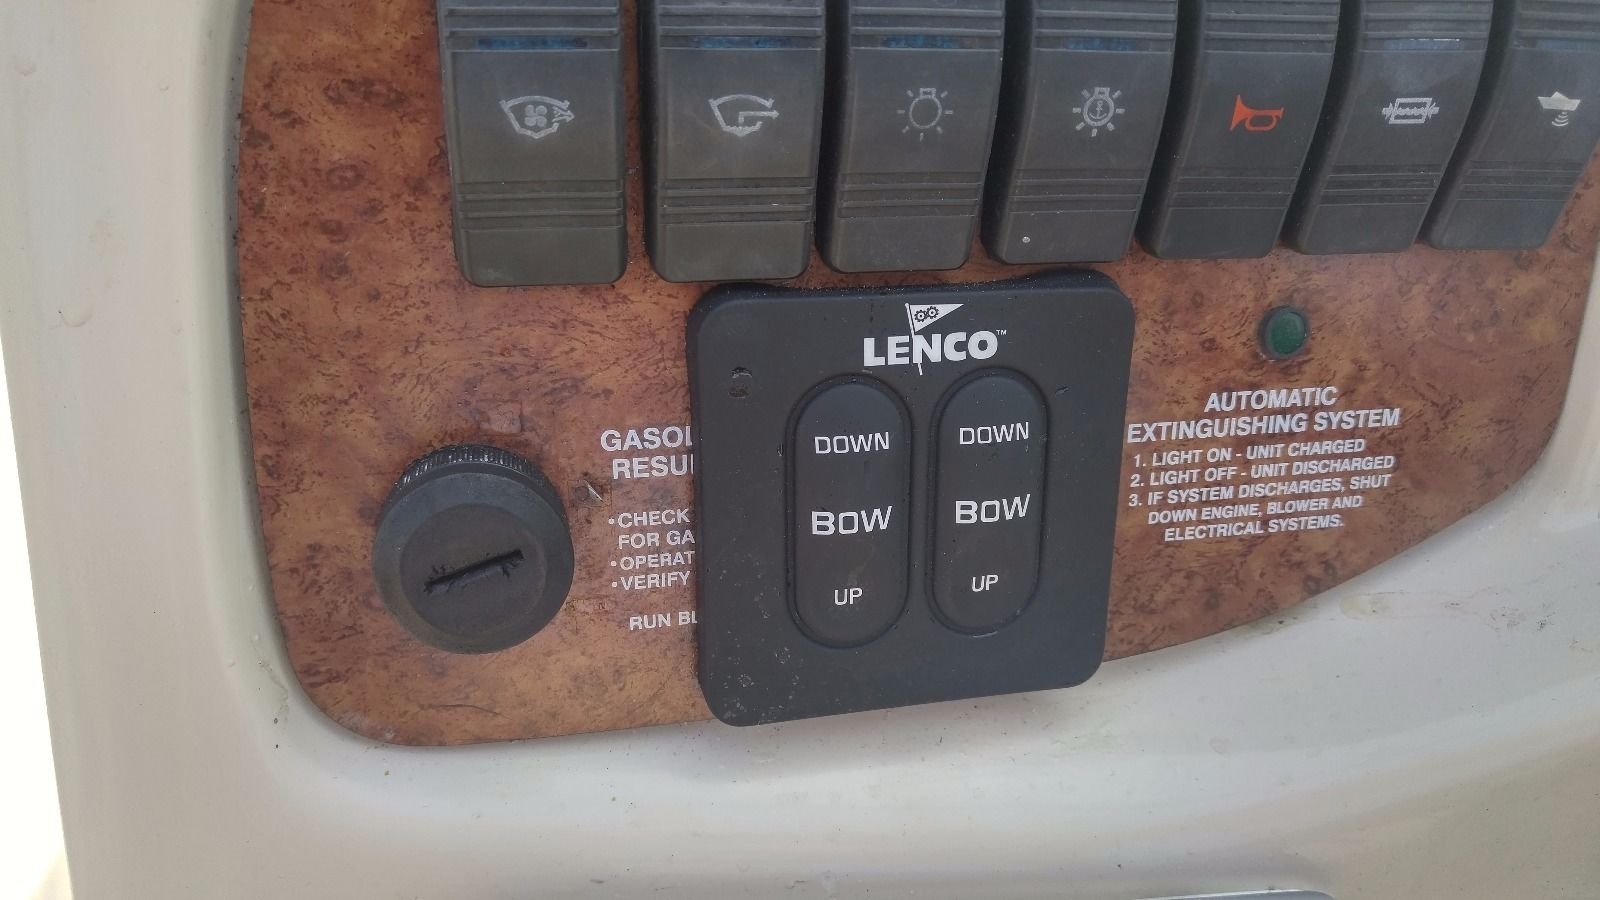 LENCO™
DOWN
BOW
UP
DOWN
BOW
UP
GASOL
RESU
• CHECK
FOR GA
• OPERAT
• VERIFY
RUN BL
AUTOMATIC
EXTINGUISHING SYSTEM
1. LIGHT ON - UNIT CHARGED
2. LIGHT OFF - UNIT DISCHARGED
3. IF SYSTEM DISCHARGES, SHUT
DOWN ENGINE, BLOWER AND
ELECTRICAL SYSTEMS.